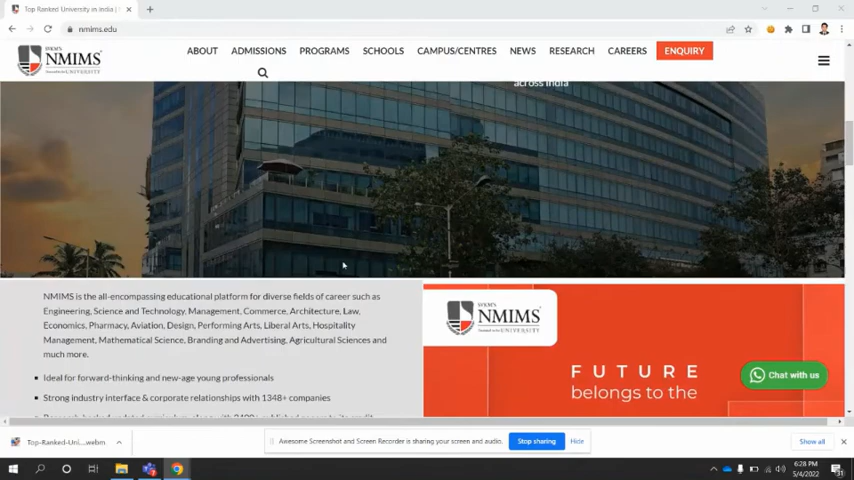 Top Ranked University in India |
nmims.edu
SVKM'S
NMIMS
UNIVERSITY
ABOUT
ADMISSIONS
PROGRAMS
SCHOOLS
CAMPUS/CENTRES
NEWS
RESEARCH
CAREERS
ENQUIRY
across India
NMIMS is the all-encompassing educational platform for diverse fields of career such as
Engineering, Science and Technology, Management, Commerce, Architecture, Law,
Economics, Pharmacy, Aviation, Design, Performing Arts, Liberal Arts, Hospitality
Management, Mathematical Science, Branding and Advertising, Agricultural Sciences and
much more.
Ideal for forward-thinking and new-age young professionals
Strong industry interface & corporate relationships with 1348+ companies
SVKM'S
NMIMS
UNIVERSITY
FUTURE
belongs to the
Chat with us
Top-Ranked-Uni....webm
Awesome Screenshot and Screen Recorder is sharing your screen and audio.
Stop sharing
Hide
Show all
6:28 PM
5/4/2022